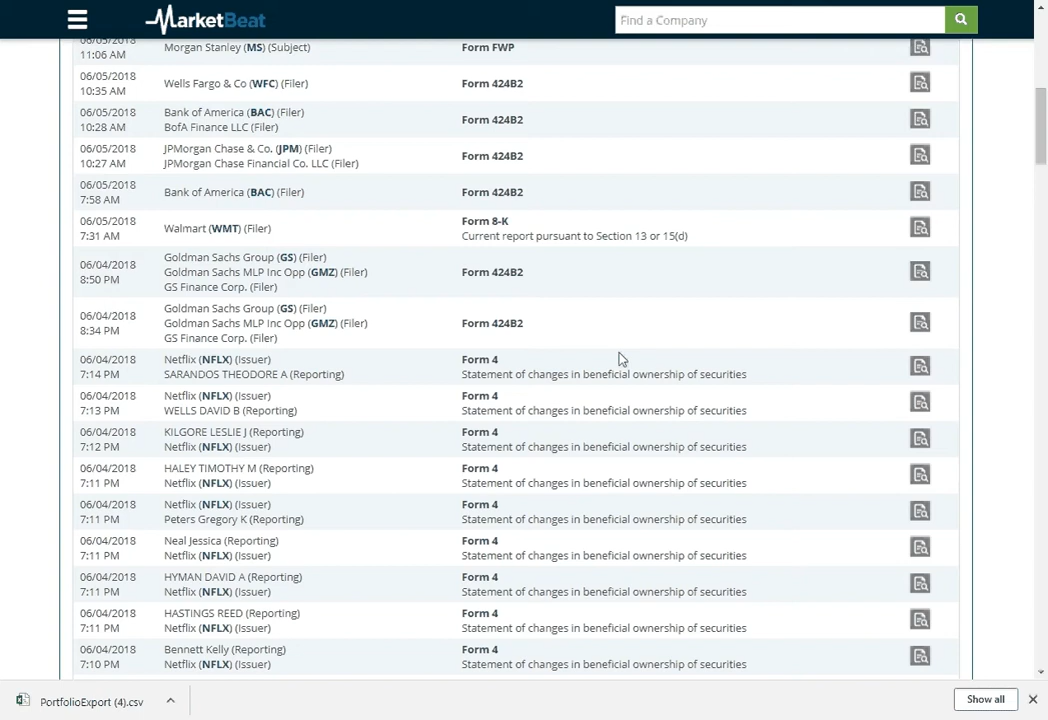 MarketBeat
Find a Company
06/05/2018
11:06 AM
Morgan Stanley (MS) (Subject)
Form FWP
06/05/2018
10:35 AM
Wells Fargo & Co (WFC) (Filer)
Form 424B2
06/05/2018
10:28 AM
Bank of America (BAC) (Filer)
BofA Finance LLC (Filer)
Form 424B2
06/05/2018
10:27 AM
JPMorgan Chase & Co. (JPM) (Filer)
JPMorgan Chase Financial Co. LLC (Filer)
Form 424B2
06/05/2018
7:58 AM
Bank of America (BAC) (Filer)
Form 424B2
06/05/2018
7:31 AM
Walmart (WMT) (Filer)
Form 8-K
Current report pursuant to Section 13 or 15(d)
06/04/2018
8:50 PM
Goldman Sachs Group (GS) (Filer)
Goldman Sachs MLP Inc Opp (GMZ) (Filer)
GS Finance Corp. (Filer)
Form 424B2
06/04/2018
8:34 PM
Goldman Sachs Group (GS) (Filer)
Goldman Sachs MLP Inc Opp (GMZ) (Filer)
GS Finance Corp. (Filer)
Form 424B2
06/04/2018
7:14 PM
Netflix (NFLX) (Issuer)
SARANDOS THEODORE A (Reporting)
Form 4
Statement of changes in beneficial ownership of securities
06/04/2018
7:13 PM
Netflix (NFLX) (Issuer)
WELLS DAVID B (Reporting)
Form 4
Statement of changes in beneficial ownership of securities
06/04/2018
7:12 PM
KILGORE LESLIE J (Reporting)
Netflix (NFLX) (Issuer)
Form 4
Statement of changes in beneficial ownership of securities
06/04/2018
7:11 PM
HALEY TIMOTHY M (Reporting)
Netflix (NFLX) (Issuer)
Form 4
Statement of changes in beneficial ownership of securities
06/04/2018
7:11 PM
Netflix (NFLX) (Issuer)
Peters Gregory K (Reporting)
Form 4
Statement of changes in beneficial ownership of securities
06/04/2018
7:11 PM
Neal Jessica (Reporting)
Netflix (NFLX) (Issuer)
Form 4
Statement of changes in beneficial ownership of securities
06/04/2018
7:11 PM
HYMAN DAVID A (Reporting)
Netflix (NFLX) (Issuer)
Form 4
Statement of changes in beneficial ownership of securities
06/04/2018
7:11 PM
HASTINGS REED (Reporting)
Netflix (NFLX) (Issuer)
Form 4
Statement of changes in beneficial ownership of securities
06/04/2018
7:10 PM
Bennett Kelly (Reporting)
Netflix (NFLX) (Issuer)
Form 4
Statement of changes in beneficial ownership of securities
PortfolioExport (4).csv
Show all